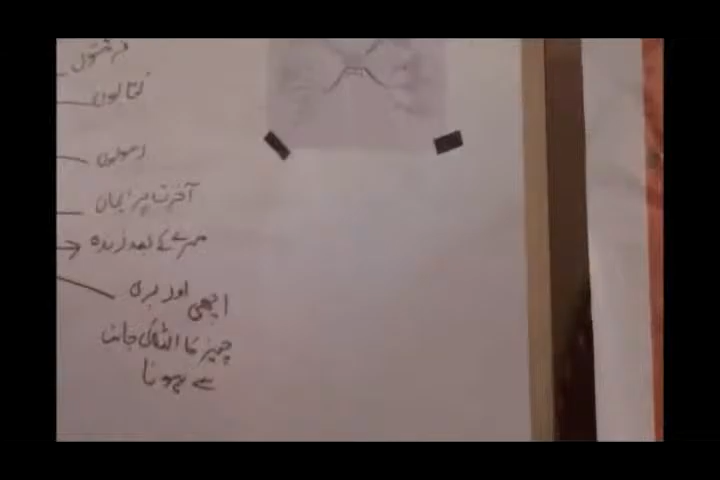 فرشتوں
کتابوں
رسولوں
آخرت پر ایمان
مرنے کے بعد زندہ
اچھی اور بری
چیز کا اللہ کی جانب
سے ہونا